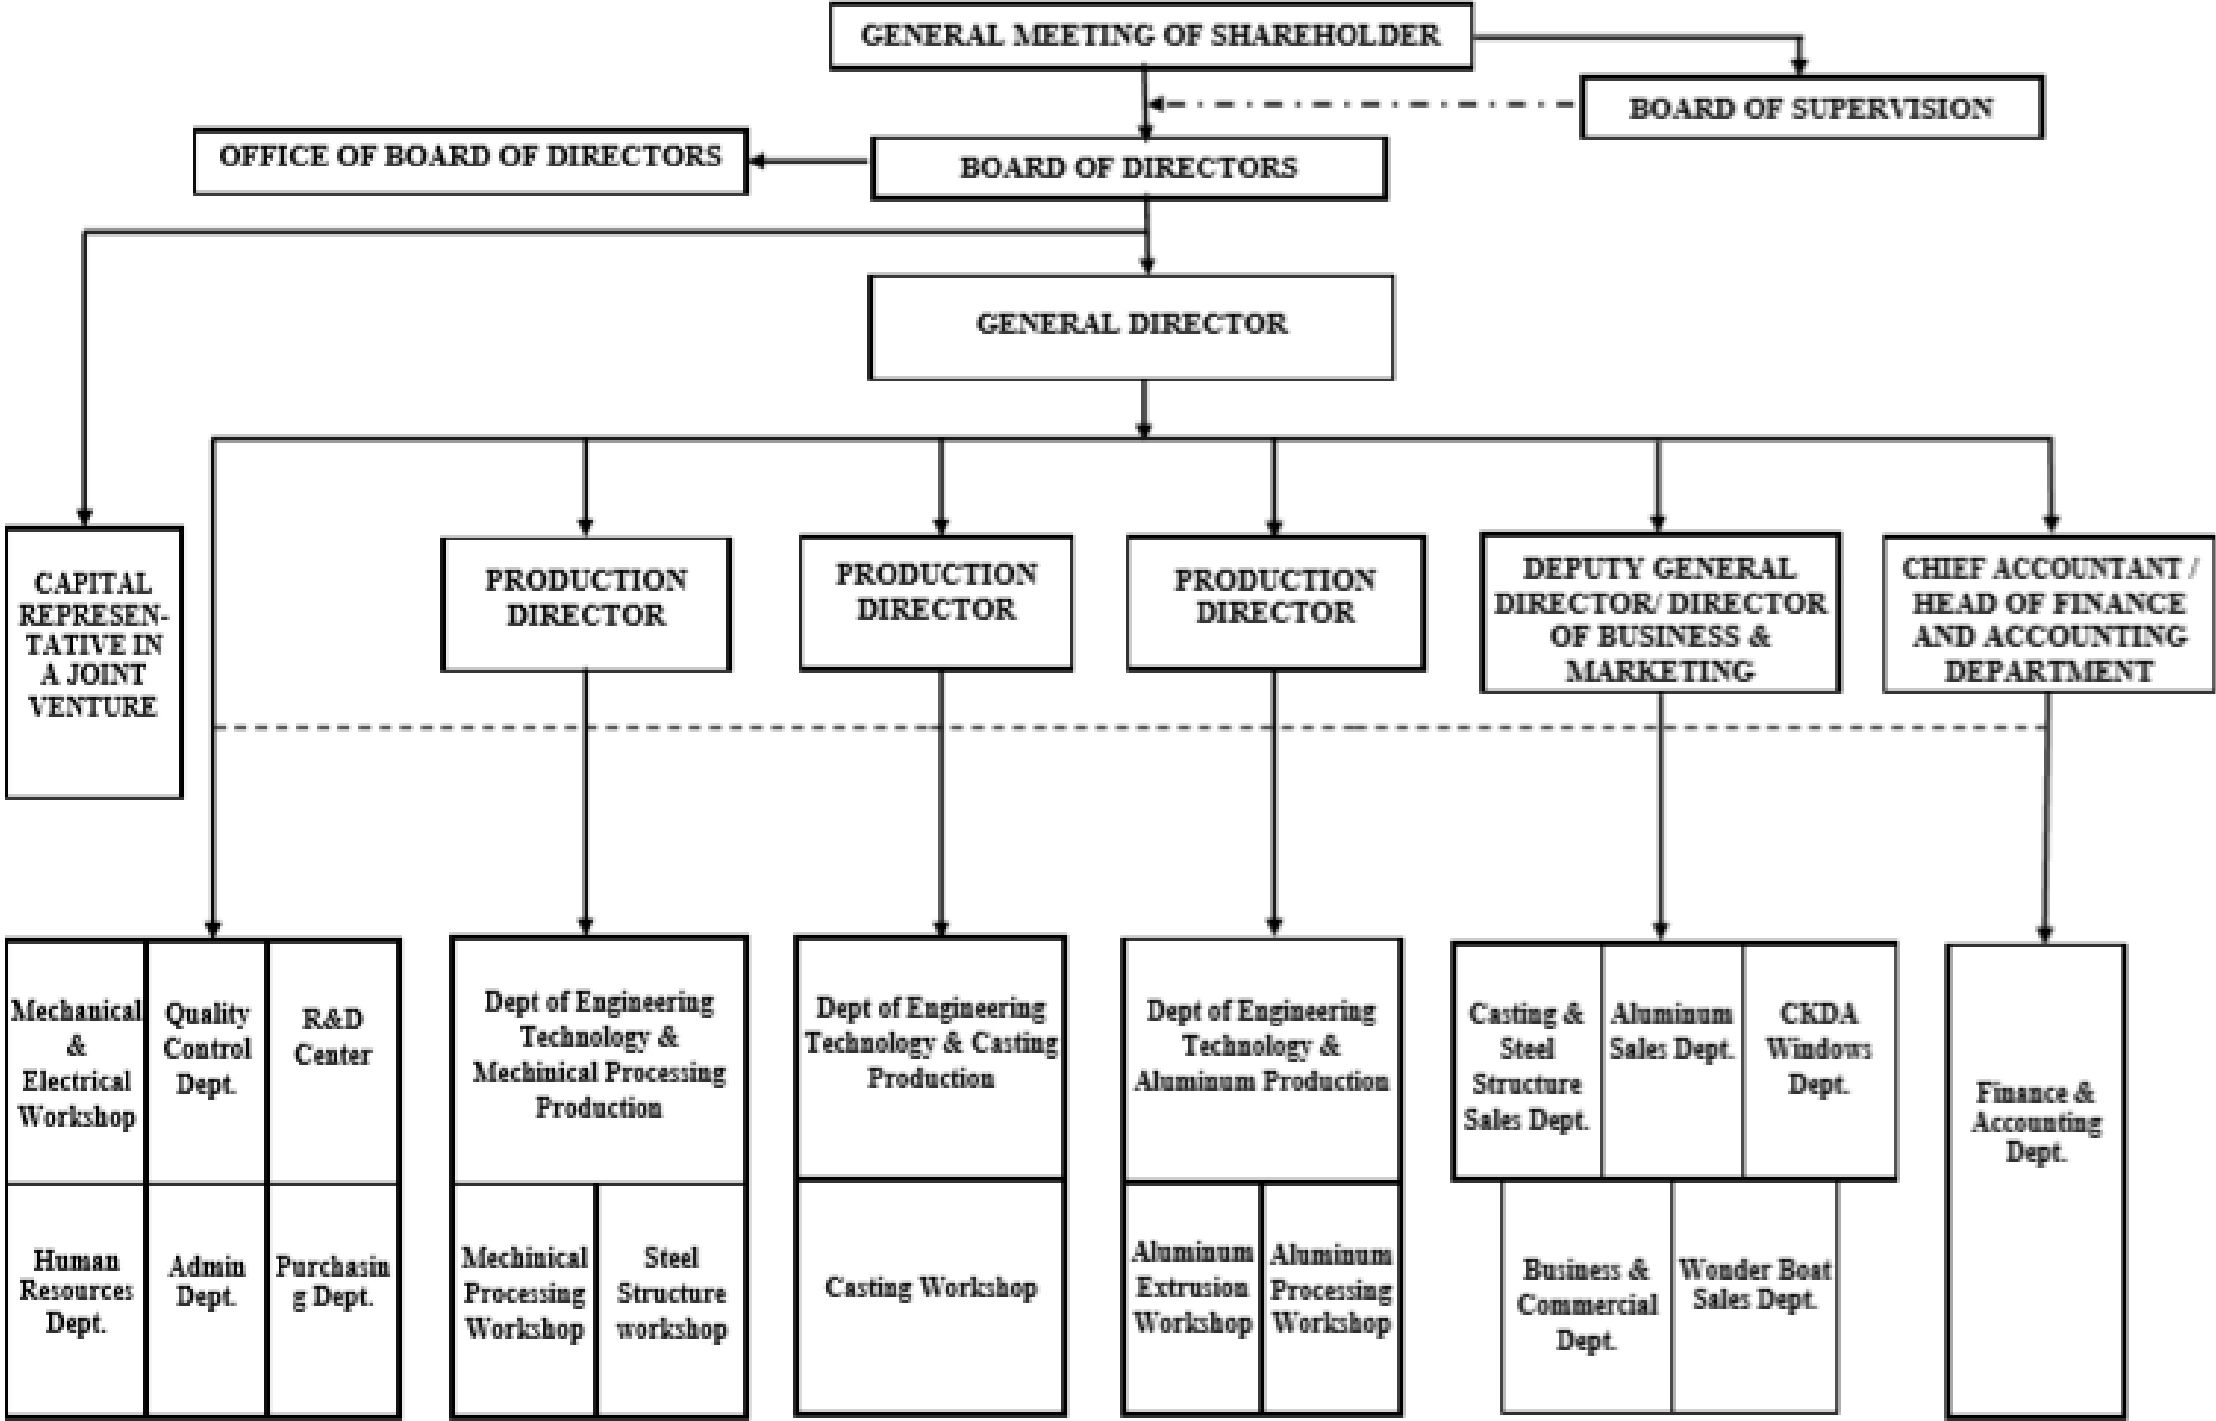 GENERAL MEETING OF SHAREHOLDER
BOARD OF SUPERVISION
OFFICE OF BOARD OF DIRECTORS
BOARD OF DIRECTORS
GENERAL DIRECTOR
CAPITAL
REPRESEN-
TATIVE IN
A JOINT
VENTURE
PRODUCTION
DIRECTOR
PRODUCTION
DIRECTOR
PRODUCTION
DIRECTOR
DEPUTY GENERAL
DIRECTOR/ DIRECTOR
OF BUSINESS &
MARKETING
CHIEF ACCOUNTANT /
HEAD OF FINANCE
AND ACCOUNTING
DEPARTMENT
Mechanical
&
Electrical
Workshop
Quality
Control
Dept.
R&D
Center
Human
Resources
Dept.
Admin
Dept.
Purchasin
g Dept.
Dept of Engineering
Technology &
Mechinical Processing
Production
Mechinical
Processing
Workshop
Steel
Structure
workshop
Dept of Engineering
Technology & Casting
Production
Casting Workshop
Dept of Engineering
Technology &
Aluminum Production
Aluminum
Extrusion
Workshop
Aluminum
Processing
Workshop
Casting &
Steel
Structure
Sales Dept.
Aluminum
Sales Dept.
CKDA
Windows
Dept.
Business &
Commercial
Dept.
Wonder Boat
Sales Dept.
Finance &
Accounting
Dept.